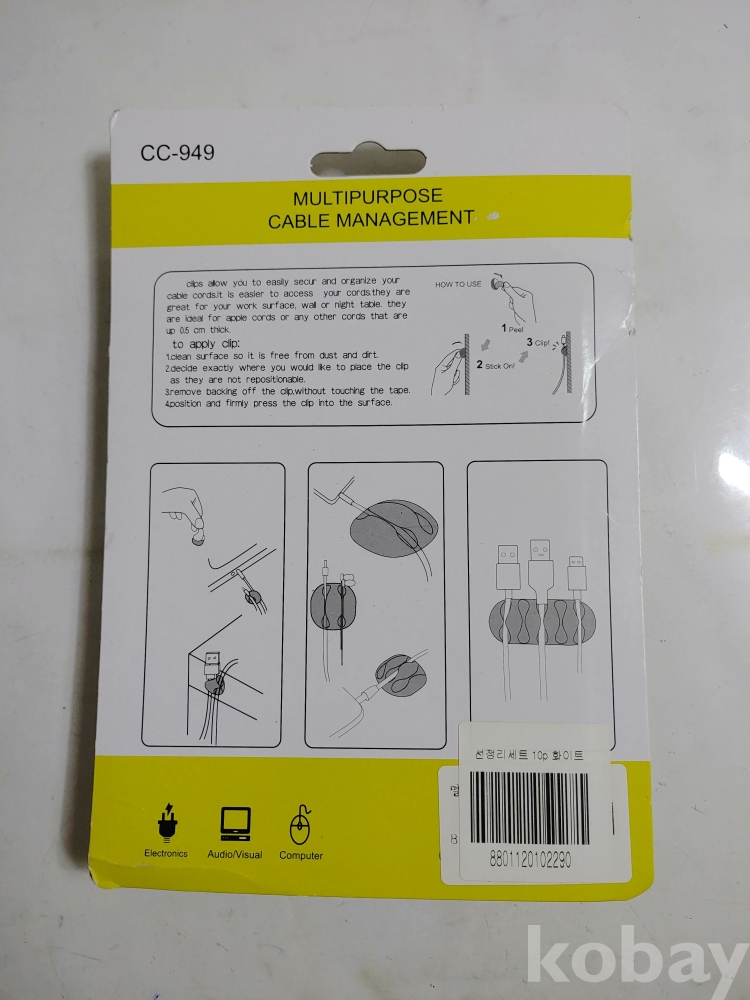 CC-949
MULTIPURPOSE
CABLE MANAGEMENT
clips allow you to easily secur and organize your
cable cords.it is easier to access your cords.they are
great for your work surface, wall or night table. they
are ideal for apple cords or any other cords that are
up 0.5 cm thick.
to apply clip:
1.clean surface so it is free from dust and dirt.
2.decide exactly where you would like to place the clip
as they are not repositionable.
3.remove backing off the clip,without touching the tape.
4.position and firmly press the clip into the surface.
HOW TO USE
1 Peel
3 Clip!
2 Stick On!
선정리세트 10p 화이트
8801120102290
Electronics
Audio/Visual
Computer
kobay